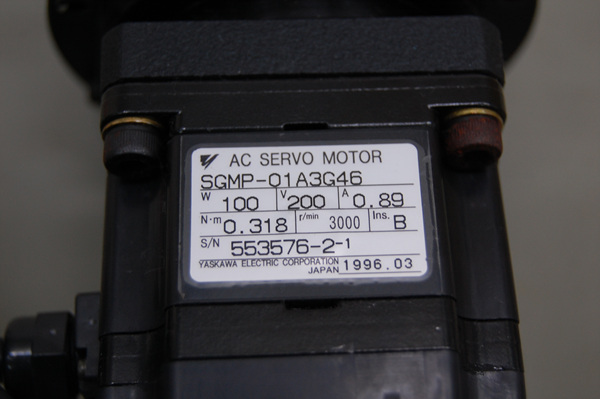 AC SERVO MOTOR
SGMP-01A3G46
W 100 V 200 A 0.89
N·m 0.318 r/min 3000 Ins. B
S/N 553576-2-1
YASKAWA ELECTRIC CORPORATION
JAPAN 1996.03